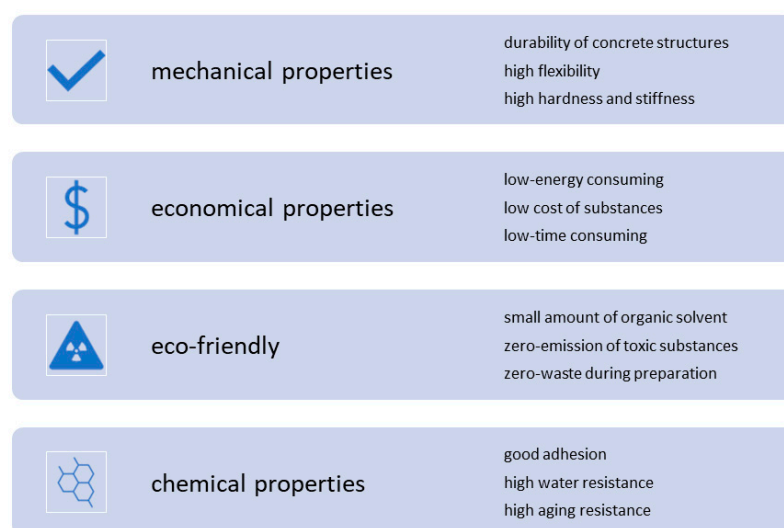 mechanical properties
durability of concrete structures
high flexibility
high hardness and stiffness
$
economical properties
low-energy consuming
low cost of substances
low-time consuming
eco-friendly
small amount of organic solvent
zero-emission of toxic substances
zero-waste during preparation
chemical properties
good adhesion
high water resistance
high aging resistance